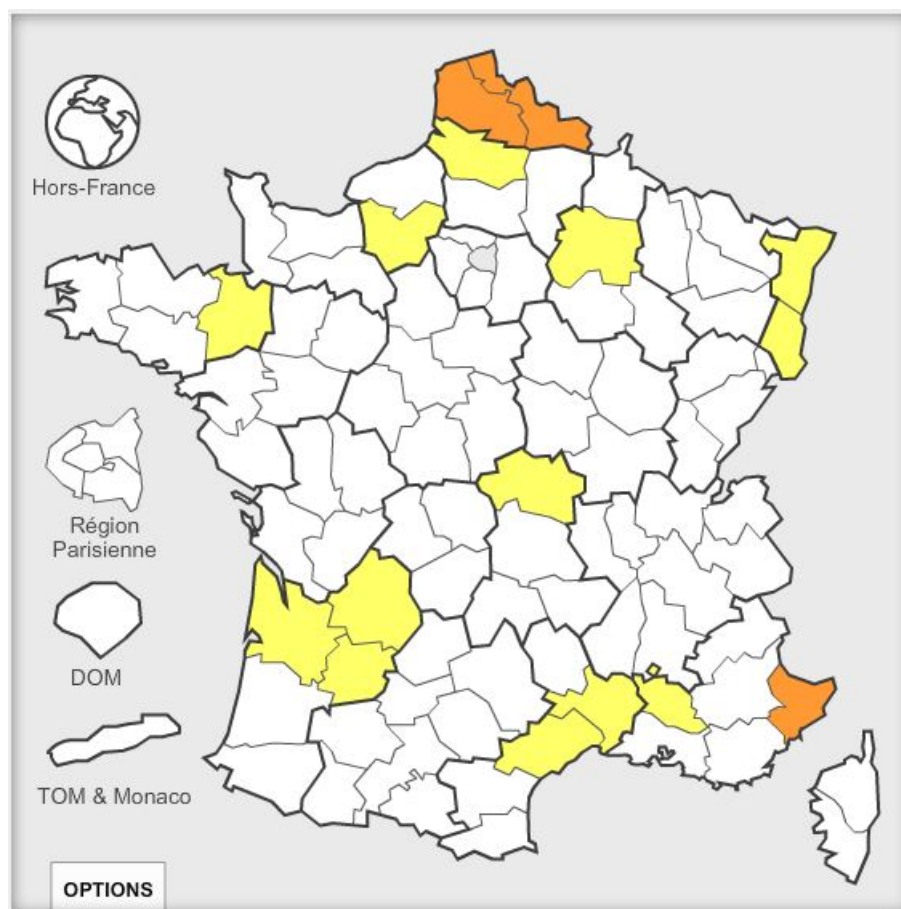 Hors-France
Région
Parisienne
DOM
TOM & Monaco
OPTIONS